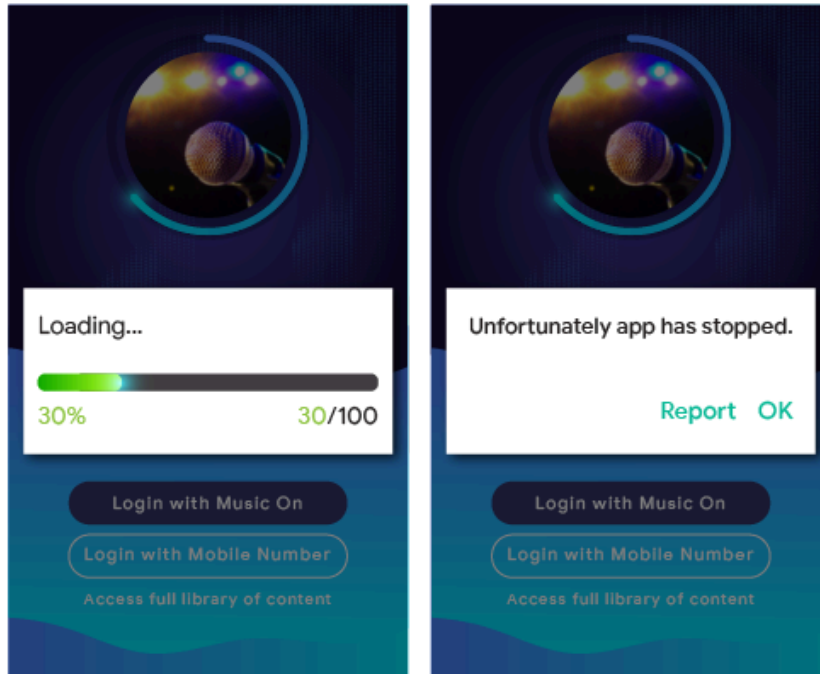 Loading...
30% 30/100
Login with Music On
Login with Mobile Number
Access full library of content
Unfortunately app has stopped.
Report OK
Login with Music On
Login with Mobile Number
Access full library of content